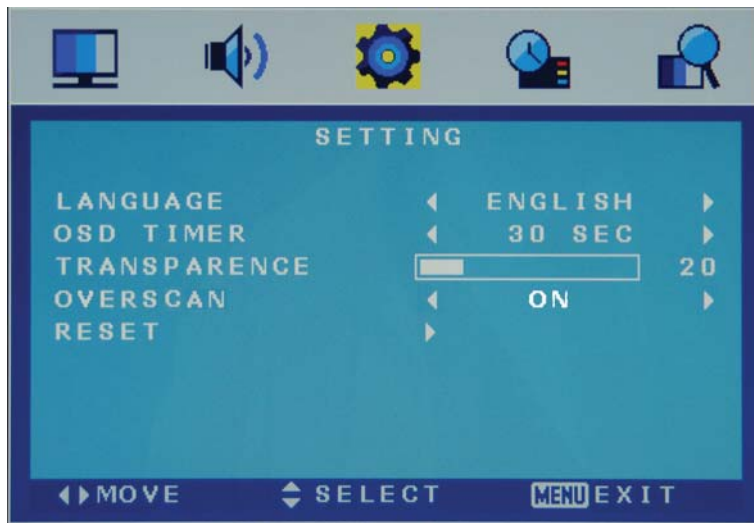 SETTING
LANGUAGE ENGLISH
OSD TIMER 30 SEC
TRANSPARENCE 20
OVERSCAN ON
RESET
MOVE SELECT MENU EXIT